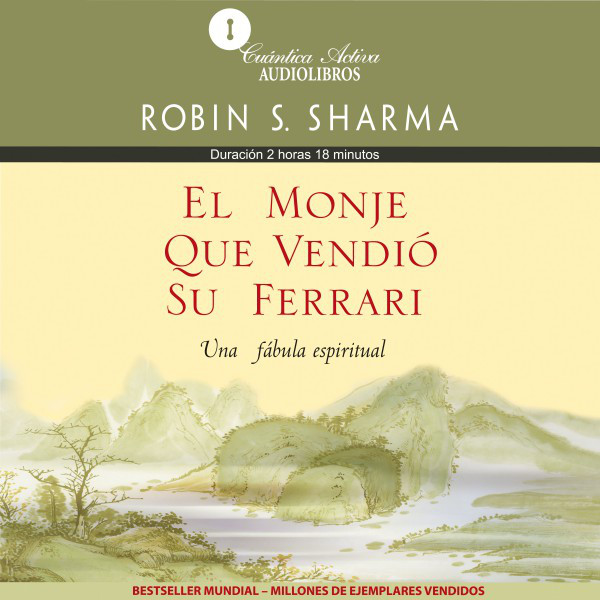 Cuántica Activa
AUDIOLIBROS
ROBIN S. SHARMA
Duración 2 horas 18 minutos
EL MONJE
QUE VENDIÓ
SU FERRARI
Una fábula espiritual
BESTSELLER MUNDIAL – MILLONES DE EJEMPLARES VENDIDOS